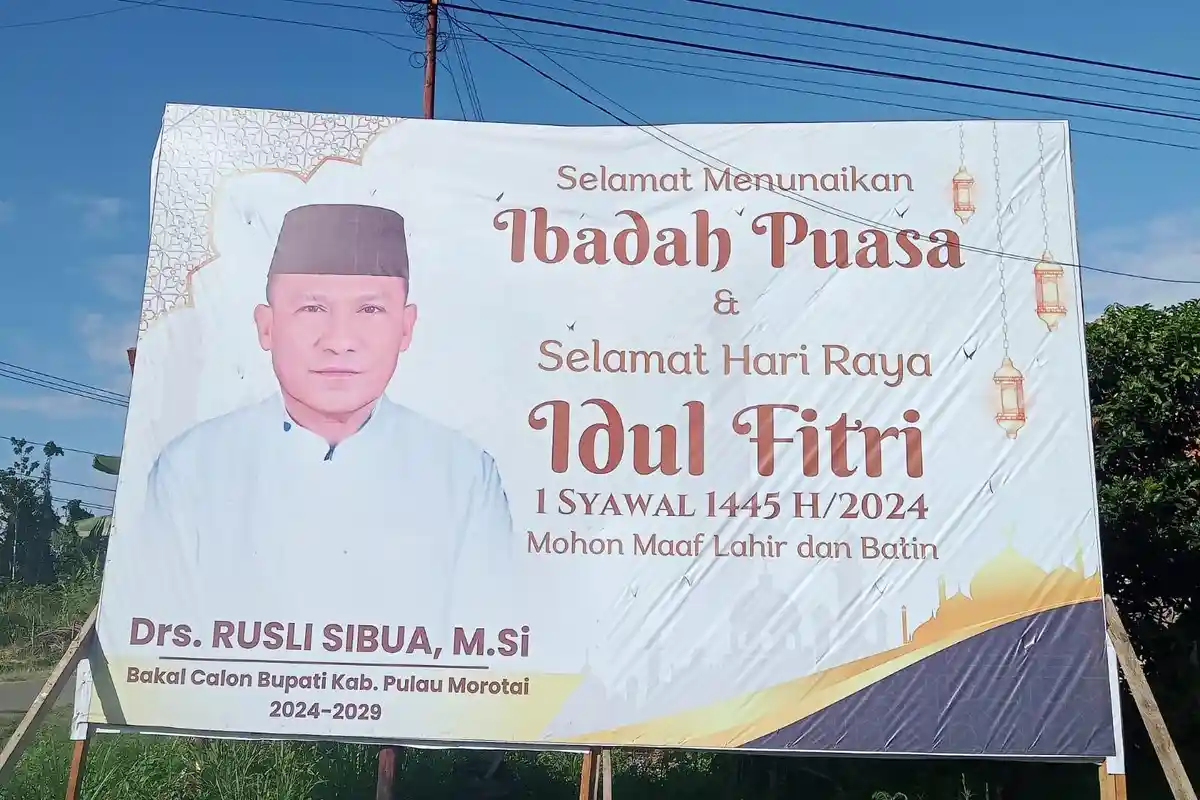 Selamat Menunaikan
Ibadah Puasa
&
Selamat Hari Raya
Idul Fitri
1 SYAWAL 1445 H/2024
Mohon Maaf Lahir dan Batin
Drs. RUSLI SIBUA, M.Si
Bakal Calon Bupati Kab. Pulau Morotai
2024-2029